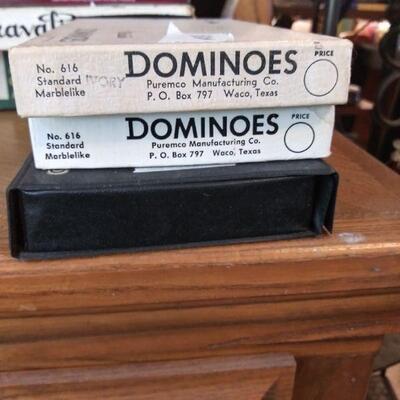 aval
No. 616
Standard IVORY
Marblelike
DOMINOES
Puremco Manufacturing Co.
P. O. Box 797 Waco, Texas
PRICE
No. 616
Standard
Marblelike
DOMINOES
Puremco Manufacturing Co.
P. O. Box 797 Waco, Texas
PRICE